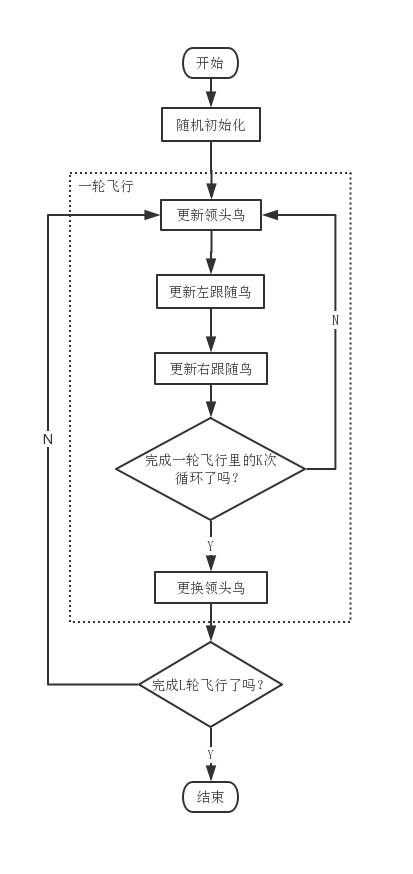 开始
随机初始化
一轮飞行
更新领头鸟
更新左跟随鸟
N
更新右跟随鸟
N
完成一轮飞行里的K次
循环了吗？
Y
更换领头鸟
完成L轮飞行了吗？
Y
结束